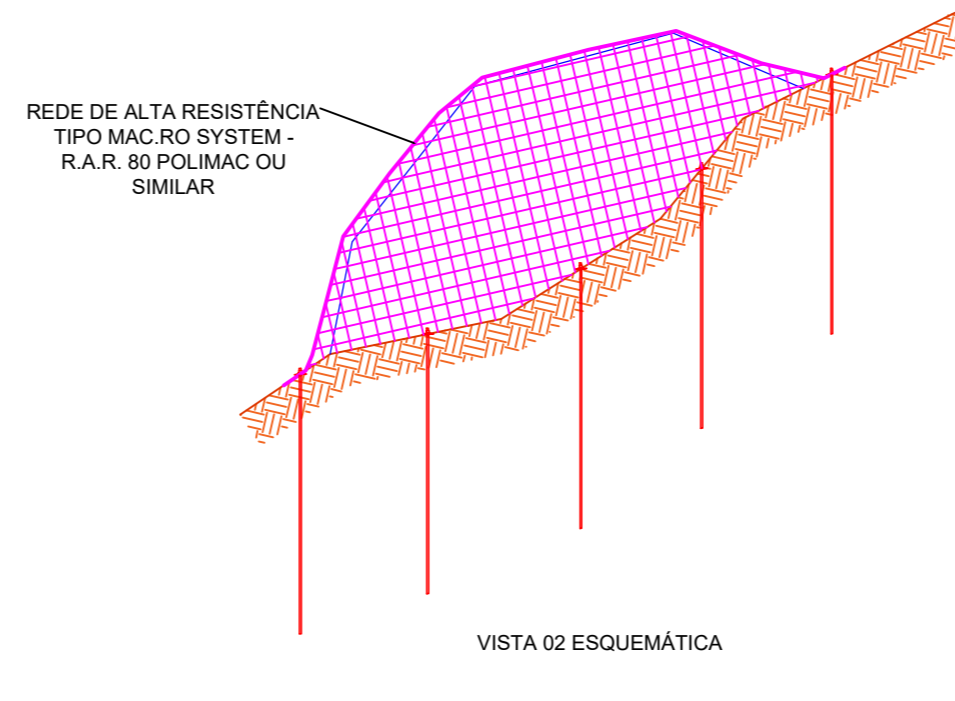 REDE DE ALTA RESISTÊNCIA
TIPO MAC.RO SYSTEM -
R.A.R. 80 POLIMAC OU
SIMILAR
VISTA 02 ESQUEMÁTICA